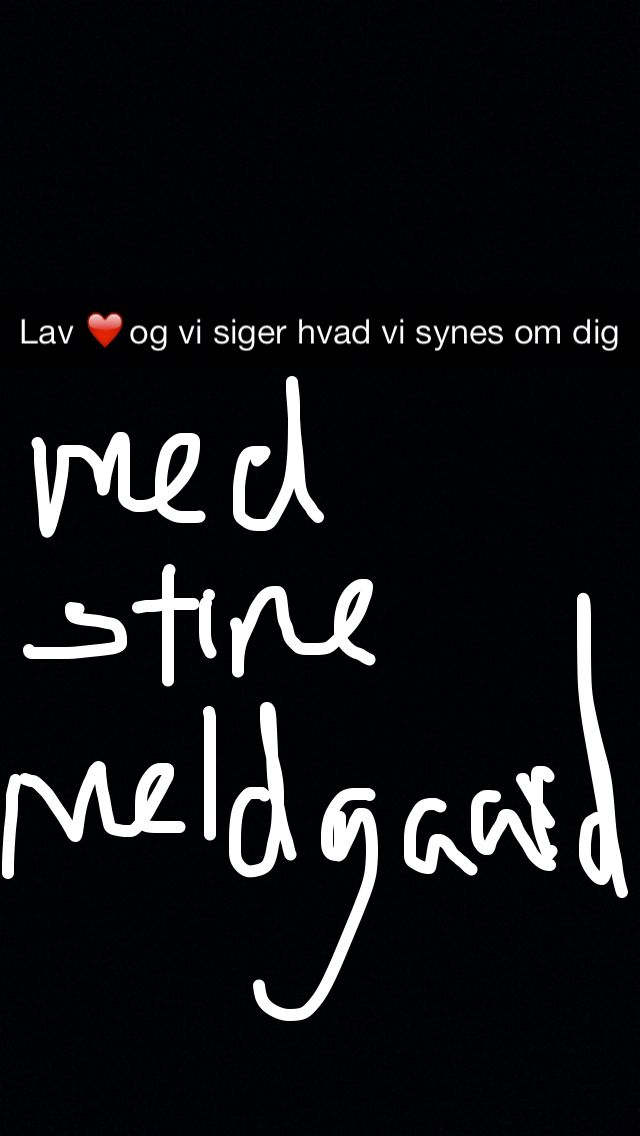 Lav ❤️og vi siger hvad vi synes om dig
med
stine
meldgaard